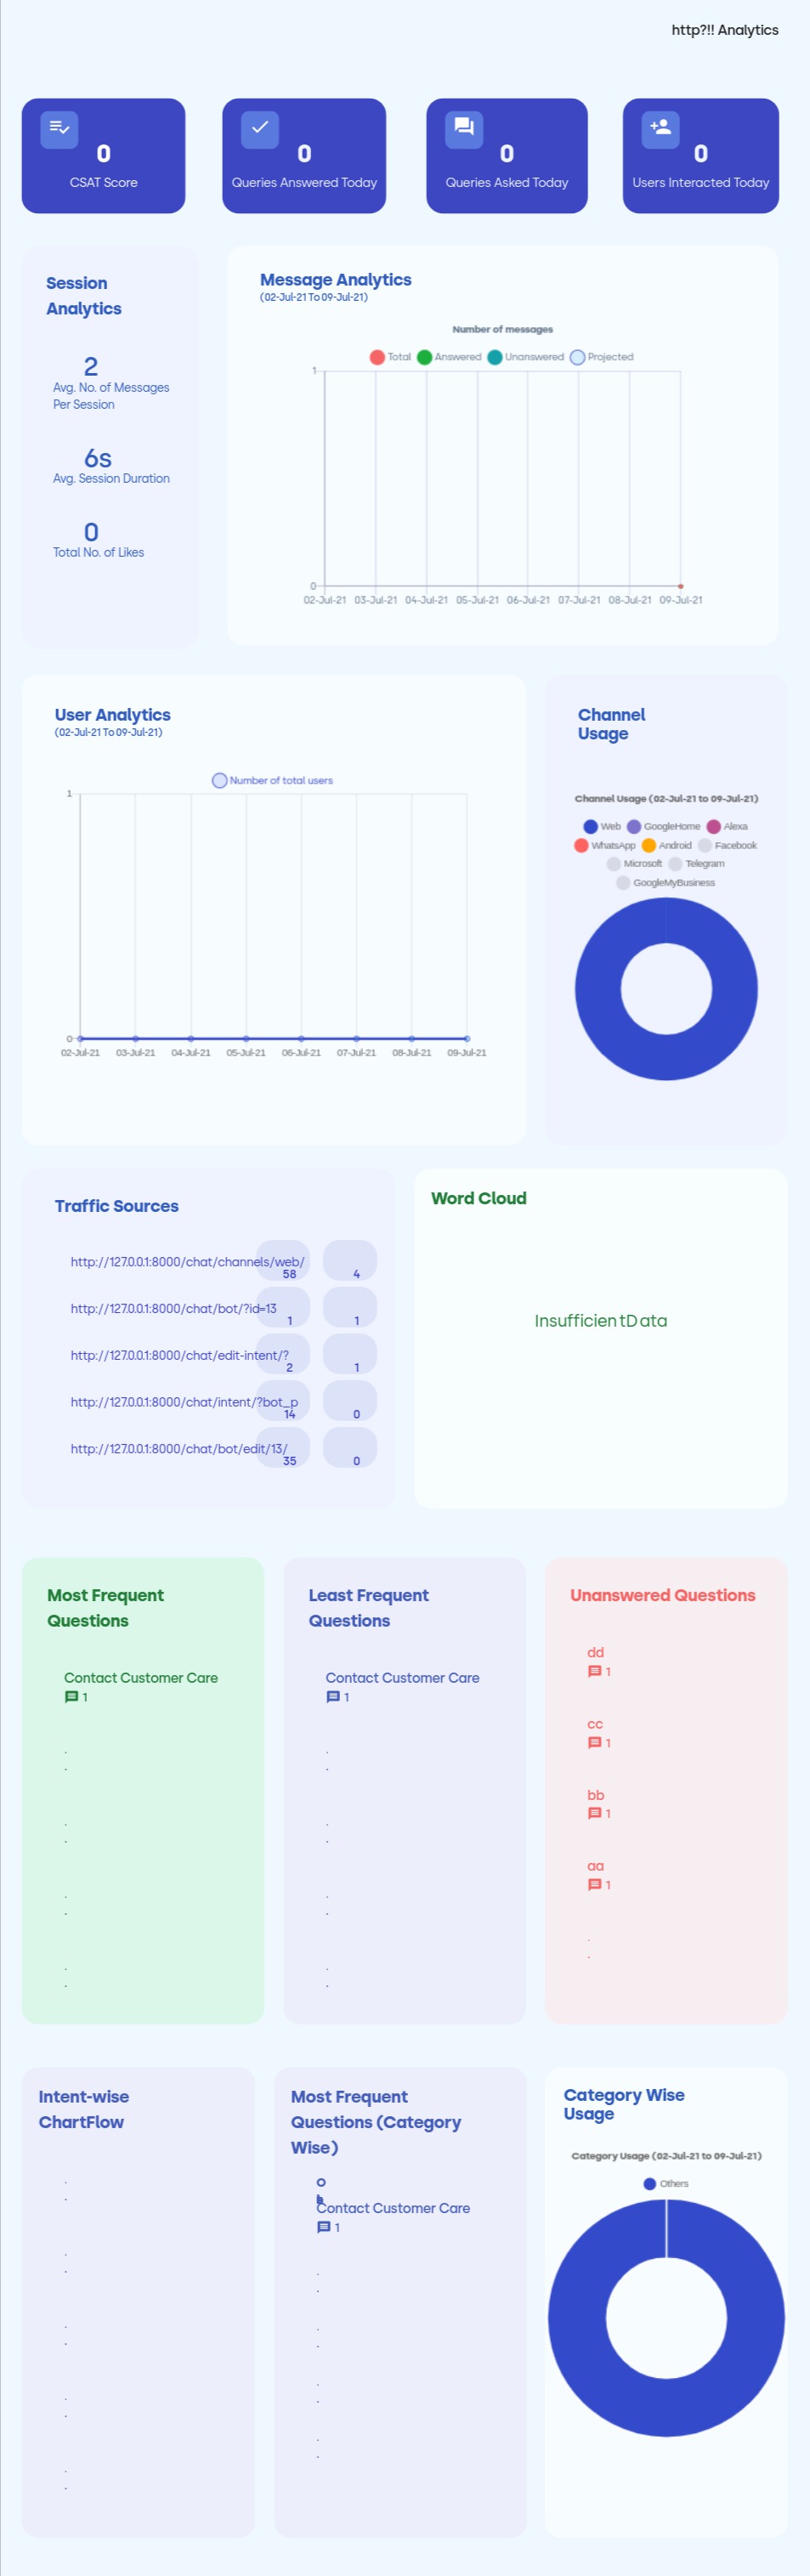 http?!! Analytics
0
CSAT Score
0
Queries Answered Today
0
Queries Asked Today
0
Users Interacted Today
Session
Analytics
2
Avg. No. of Messages
Per Session
6s
Avg. Session Duration
0
Total No. of Likes
Message Analytics
(02-Jul-21 To 09-Jul-21)
Number of messages
Total Answered Unanswered Projected
1
0
02-Jul-21 03-Jul-21 04-Jul-21 05-Jul-21 06-Jul-21 07-Jul-21 08-Jul-21 09-Jul-21
User Analytics
(02-Jul-21 To 09-Jul-21)
Number of total users
1
0
02-Jul-21 03-Jul-21 04-Jul-21 05-Jul-21 06-Jul-21 07-Jul-21 08-Jul-21 09-Jul-21
Channel
Usage
Channel Usage (02-Jul-21 to 09-Jul-21)
Web GoogleHome Alexa
WhatsApp Android Facebook
Microsoft Telegram
GoogleMyBusiness
Traffic Sources
http://127.0.0.1:8000/chat/channels/web/ 58 4
http://127.0.0.1:8000/chat/bot/?id=13 1 1
http://127.0.0.1:8000/chat/edit-intent/? 2 1
http://127.0.0.1:8000/chat/intent/?bot_p 14 0
http://127.0.0.1:8000/chat/bot/edit/13/ 35 0
Word Cloud
Insufficien tD ata
Most Frequent
Questions
Contact Customer Care
1
.
.
.
.
.
.
.
.
Least Frequent
Questions
Contact Customer Care
1
.
.
.
.
.
.
.
.
Unanswered Questions
dd
1
cc
1
bb
1
aa
1
.
.
Intent-wise
ChartFlow
.
.
.
.
.
.
.
.
.
.
Most Frequent
Questions (Category
Wise)
O
Contact Customer Care
1
.
.
.
.
.
.
.
.
Category Wise
Usage
Category Usage (02-Jul-21 to 09-Jul-21)
Others